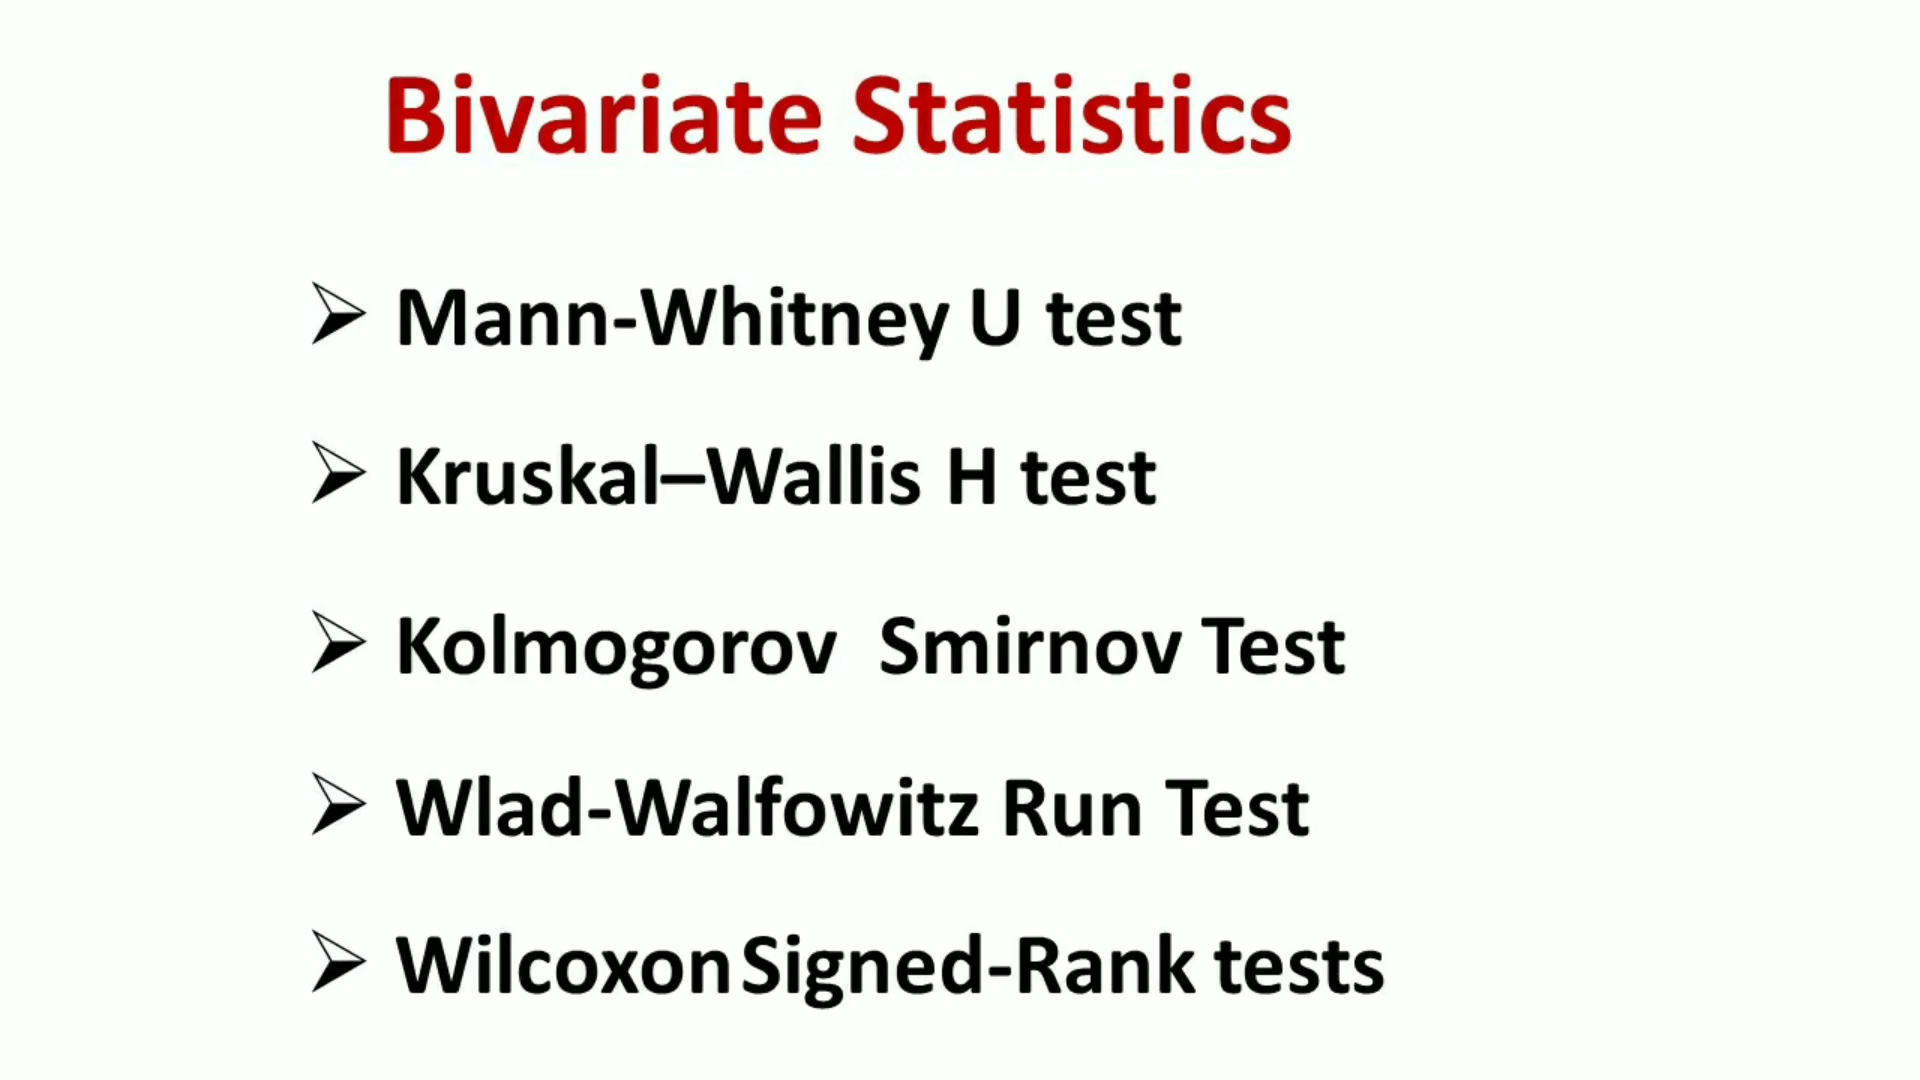 Bivariate Statistics
➢ Mann-Whitney U test
➢ Kruskal–Wallis H test
➢ Kolmogorov  Smirnov Test
➢ Wlad-Walfowitz Run Test
➢ Wilcoxon Signed-Rank tests